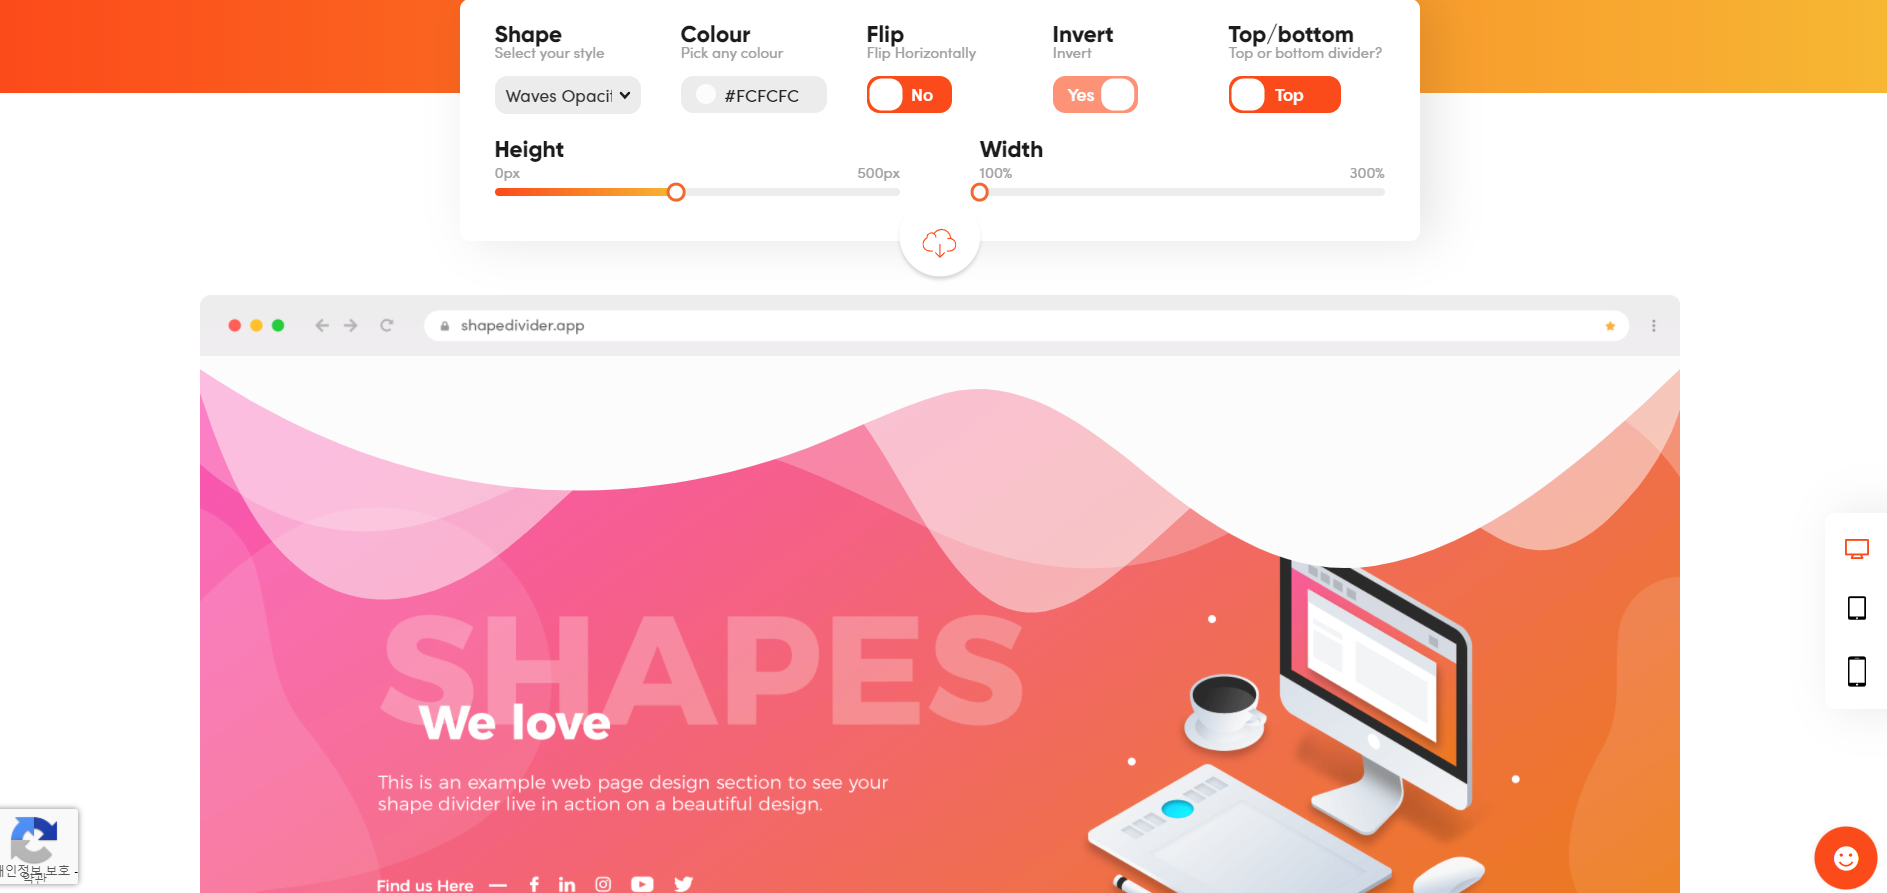 Shape
Select your style
Colour
Pick any colour
Flip
Flip Horizontally
Invert
Invert
Top/bottom
Top or bottom divider?
Waves Opacit
#FCFCFC
No
Yes
Top
Height
0px
500px
Width
100%
300%
shapedivider.app
SHAPES
We love
This is an example web page design section to see your
shape divider live in action on a beautiful design.
Find us Here
개인정보 보호 -
약관